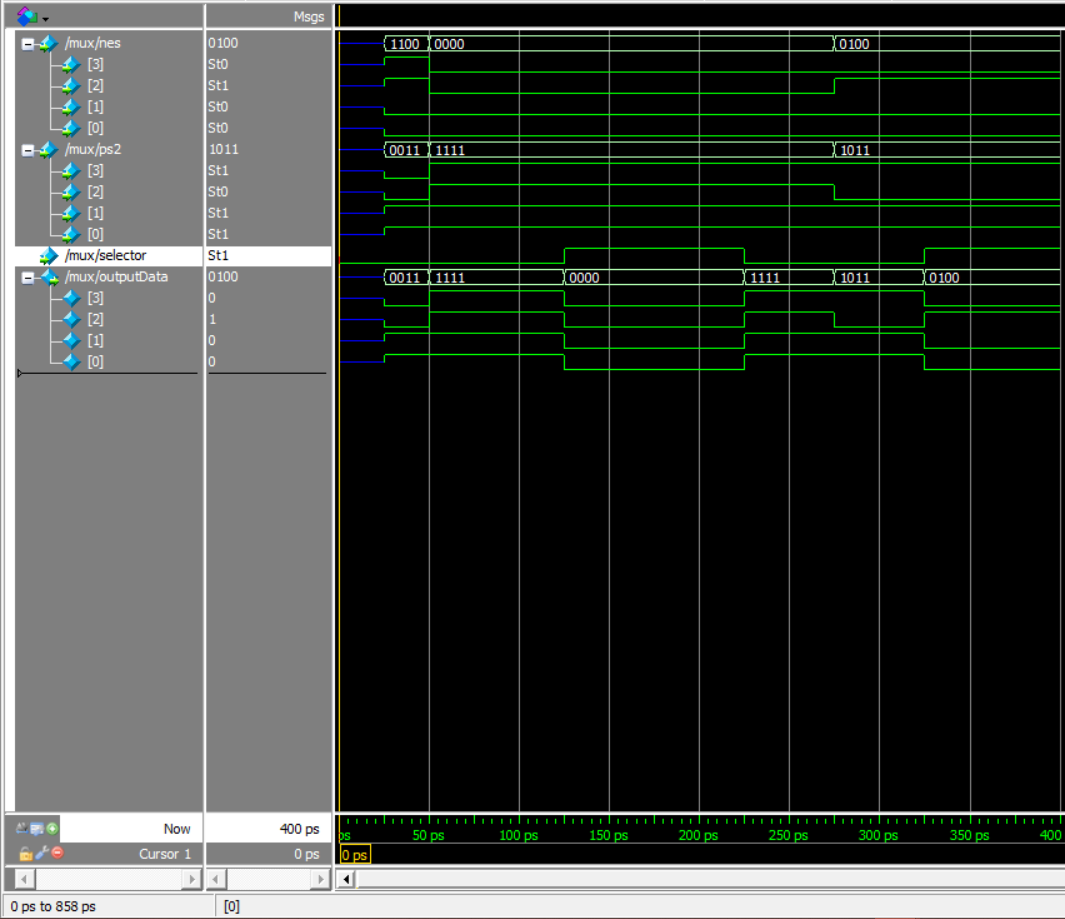 Msgs
/mux/nes 0100 1100 0000 0100
[3] St0
[2] St1
[1] St0
[0] St0
/mux/ps2 1011 0011 1111 1011
[3] St1
[2] St0
[1] St1
[0] St1
/mux/selector St1
/mux/outputData 0100 0011 1111 0000 1111 1011 0100
[3] 0
[2] 1
[1] 0
[0] 0
Now 400 ps ps 50 ps 100 ps 150 ps 200 ps 250 ps 300 ps 350 ps 400
Cursor 1 0 ps 0 ps
0 ps to 858 ps [0]